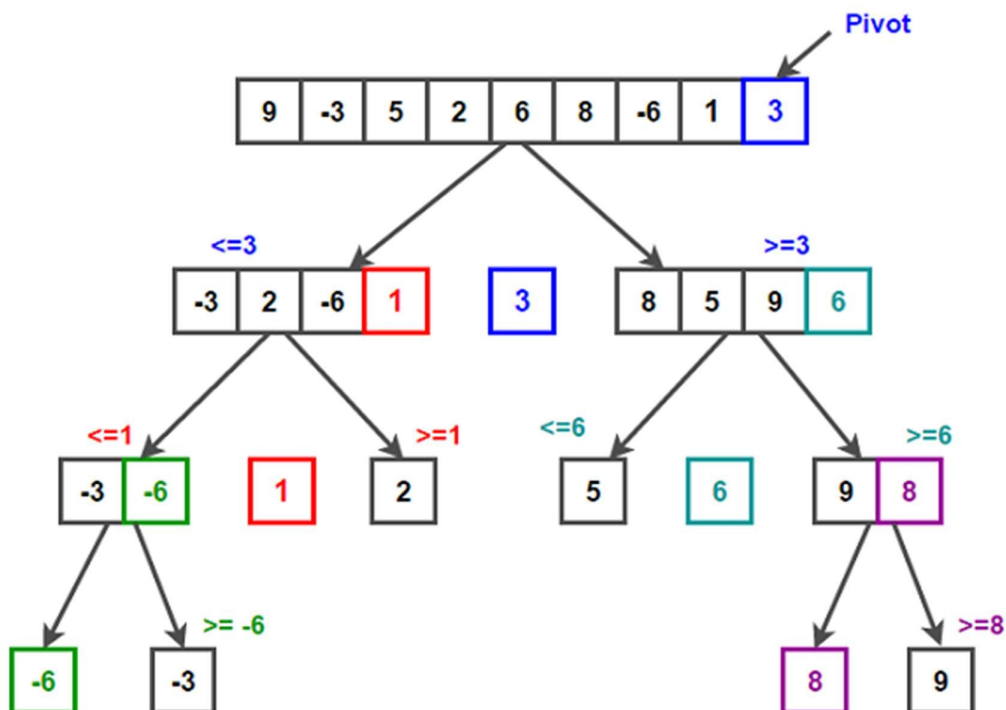 Pivot
9 -3 5 2 6 8 -6 1 3
<=3 >=3
-3 2 -6 1 3 8 5 9 6
<=1 >=1 <=6 >=6
-3 -6 1 2 5 6 9 8
>= -6 >=8
-6 -3 8 9